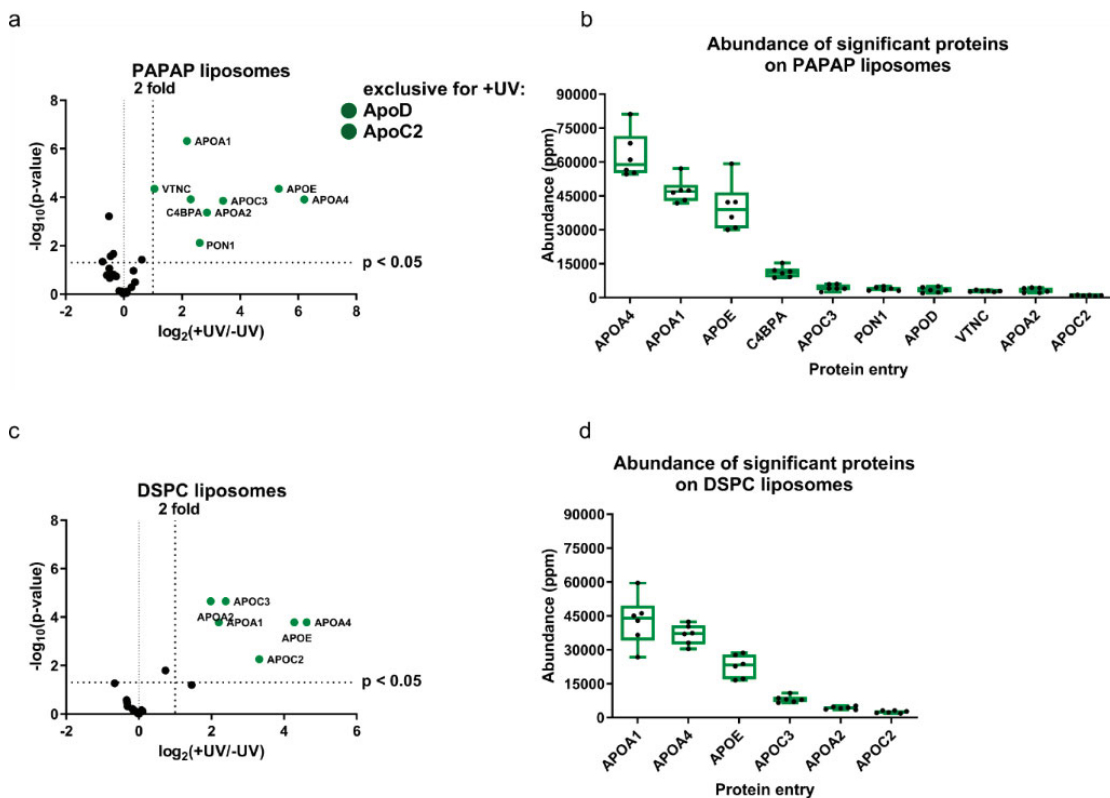 a
PAPAP liposomes
2 fold
exclusive for +UV:
ApoD
ApoC2
8
6
4
2
0
-log10(p-value)
APOA1
VTNC
APOE
APOC3
APOA4
C4BPA
APOA2
PON1
p < 0.05
-2
0
2
4
6
8
log2(+UV/-UV)
b
Abundance of significant proteins
on PAPAP liposomes
90000
75000
60000
45000
30000
15000
0
Abundance (ppm)
APOA4
APOA1
APOE
C4BPA
APOC3
PON1
APOD
VTNC
APOA2
APOC2
Protein entry
c
DSPC liposomes
2 fold
8
6
4
2
0
-log10(p-value)
APOC3
APOA2
APOA1
APOA4
APOE
APOC2
p < 0.05
-2
0
2
4
6
log2(+UV/-UV)
d
Abundance of significant proteins
on DSPC liposomes
90000
75000
60000
45000
30000
15000
0
Abundance (ppm)
APOA1
APOA4
APOE
APOC3
APOA2
APOC2
Protein entry